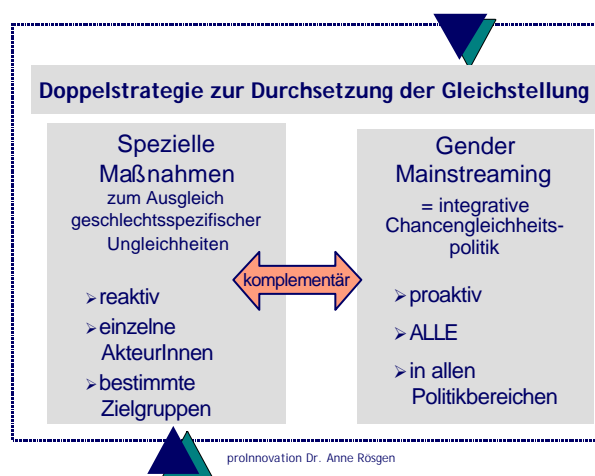 Doppelstrategie zur Durchsetzung der Gleichstellung
Spezielle
Maßnahmen
zum Ausgleich
geschlechtsspezifischer
Ungleichheiten
➢reaktiv
➢einzelne
AkteurInnen
➢bestimmte
Zielgruppen
komplementär
Gender
Mainstreaming
= integrative
Chancengleichheits-
politik
➢proaktiv
➢ALLE
➢in allen
Politikbereichen
proInnovation Dr. Anne Rösgen